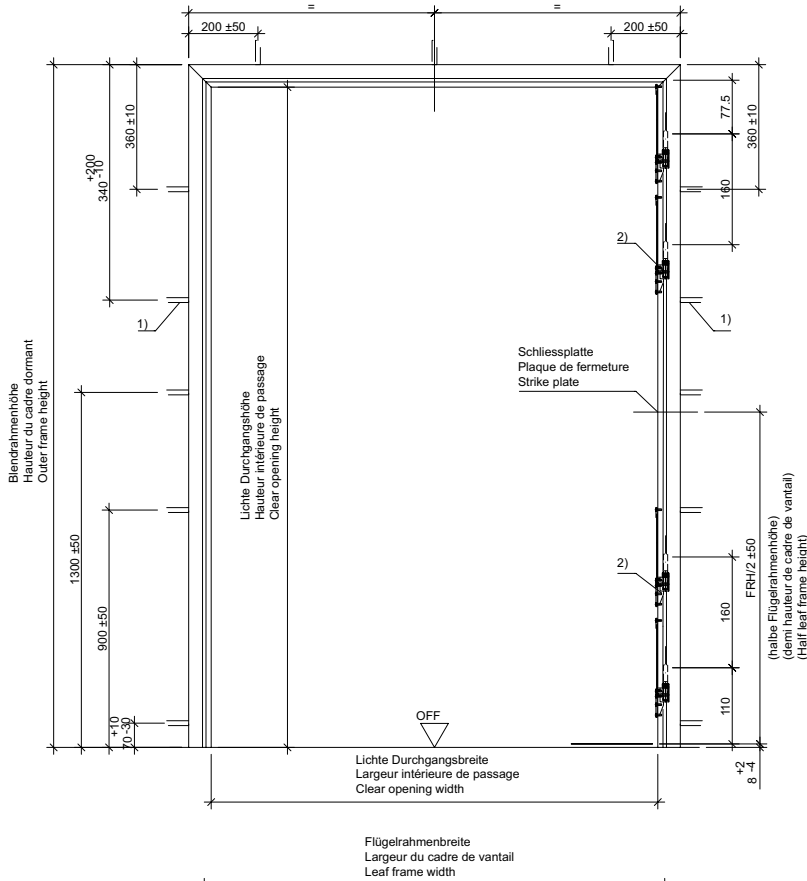 =
=
200 ±50
200 ±50
360 ±10
+200
340 -10
77.5
360 ±10
160
2)
1)
1)
Schliessplatte
Plaque de fermeture
Strike plate
Blendrahmenhöhe
Hauteur du cadre dormant
Outer frame height
Lichte Durchgangshöhe
Hauteur intérieure de passage
Clear opening height
1300 ±50
900 ±50
2)
160
FRH/2 ±50
(halbe Flügelrahmenhöhe)
(demi hauteur de cadre de vantail)
(Half leaf frame height)
110
+10
70 -30
OFF
+2
8 -4
Lichte Durchgangsbreite
Largeur intérieure de passage
Clear opening width
Flügelrahmenbreite
Largeur du cadre de vantail
Leaf frame width